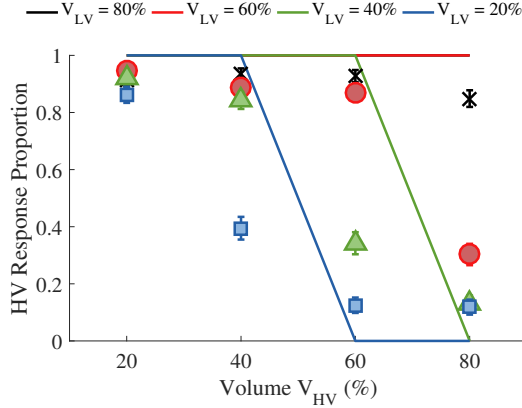 V_LV = 80% V_LV = 60% V_LV = 40% V_LV = 20%
1
0.8
0.6
0.4
0.2
0
HV Response Proportion
20 40 60 80
Volume V_HV (%)